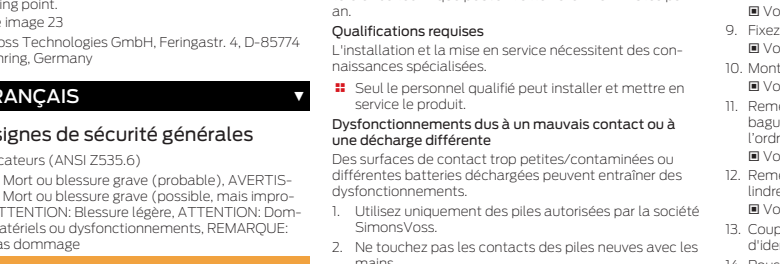 ing point.
image 23
oss Technologies GmbH, Feringastr. 4, D-85774
hring, Germany
RANÇAIS ▼
signes de sécurité générales
cateurs (ANSI Z535.6)
Mort ou blessure grave (probable), AVERTIS-
Mort ou blessure grave (possible, mais impro-
TTENTION: Blessure légère, ATTENTION: Dom-
atériels ou dysfonctionnements, REMARQUE:
as dommage
an.
Qualifications requises
L'installation et la mise en service nécessitent des con-
naissances spécialisées.
Seul le personnel qualifié peut installer et mettre en
service le produit.
Dysfonctionnements dus à un mauvais contact ou à
une décharge différente
Des surfaces de contact trop petites/contaminées ou
différentes batteries déchargées peuvent entraîner des
dysfonctionnements.
1. Utilisez uniquement des piles autorisées par la société
SimonsVoss.
2. Ne touchez pas les contacts des piles neuves avec les
mains.
Vo
9. Fixez
Vo
10. Mont
Vo
11. Reme
bagu
l'ordr
Vo
12. Reme
lindre
Vo
13. Coup
d'ide